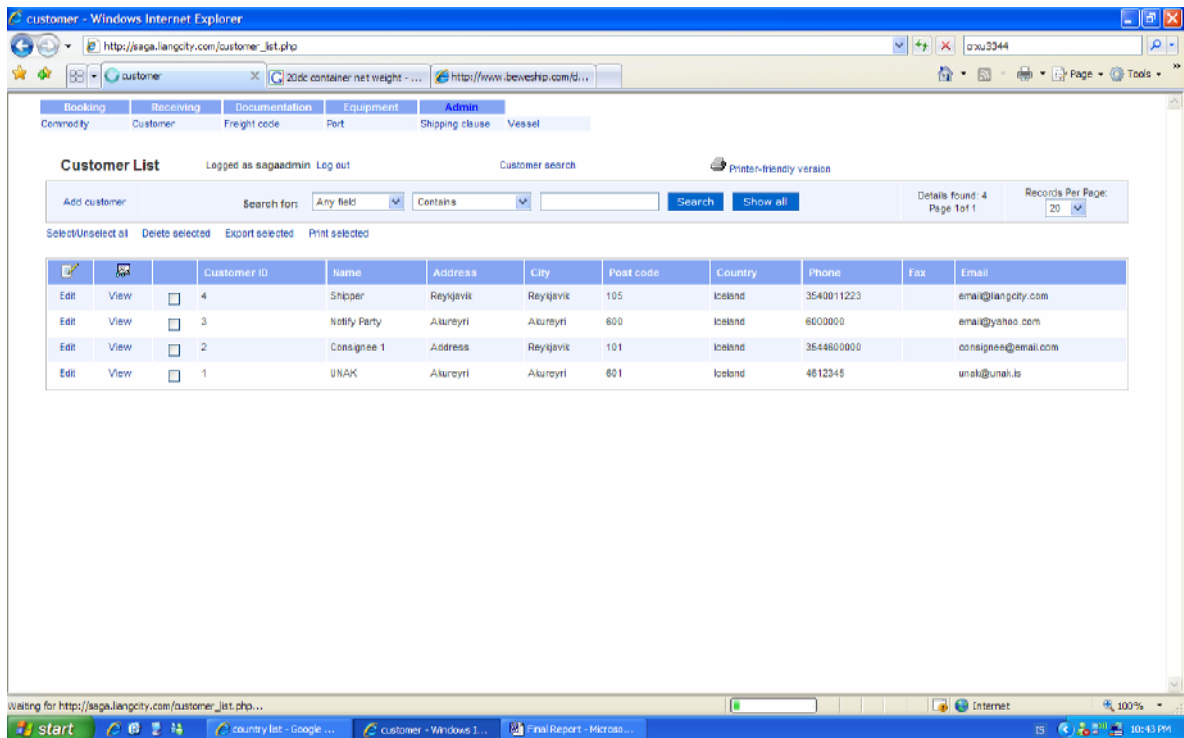 customer - Windows Internet Explorer
http://saga.liangcity.com/customer_list.php
customer 20dc container net weight - ... http://www.beweship.com/d... Page Tools
Booking Receiving Documentation Equipment Admin
Commodity Customer Freight code Port Shipping clause Vessel
Customer List Logged as sagaadmin Log out Customer search Printer-friendly version
Add customer Search for: Any field Contains Search Show all Details found: 4 Records Per Page:
Page 1of 1 20
Select/Unselect all Delete selected Export selected Print selected
Customer ID Name Address City Post code Country Phone Fax Email
Edit View 4 Shipper Reykjavik Reykjavik 105 Iceland 3540011223 email@liangcity.com
Edit View 3 Notify Party Akureyri Akureyri 600 Iceland 6000000 email@yahoo.com
Edit View 2 Consignee 1 Address Reykjavik 101 Iceland 3544600000 consignee@email.com
Edit View 1 UNAK Akureyri Akureyri 601 Iceland 4612345 unak@unak.is
Waiting for http://saga.liangcity.com/customer_list.php... Internet 100%
start country list - Google ... customer - Windows I... Final Report - Microso... IS 10:43 PM